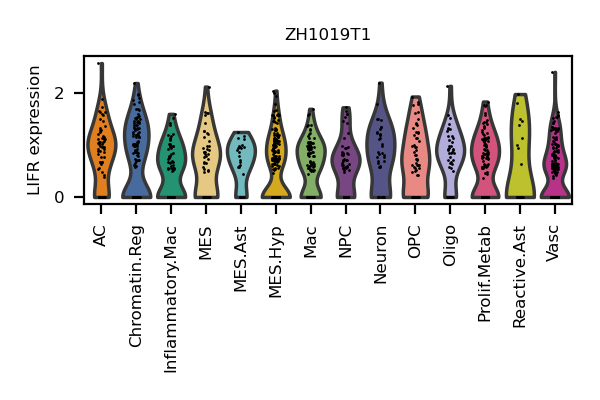 ZH1019T1
LIFR expression
2
0
AC
Chromatin.Reg
Inflammatory.Mac
MES
MES.Ast
MES.Hyp
Mac
NPC
Neuron
OPC
Oligo
Prolif.Metab
Reactive.Ast
Vasc